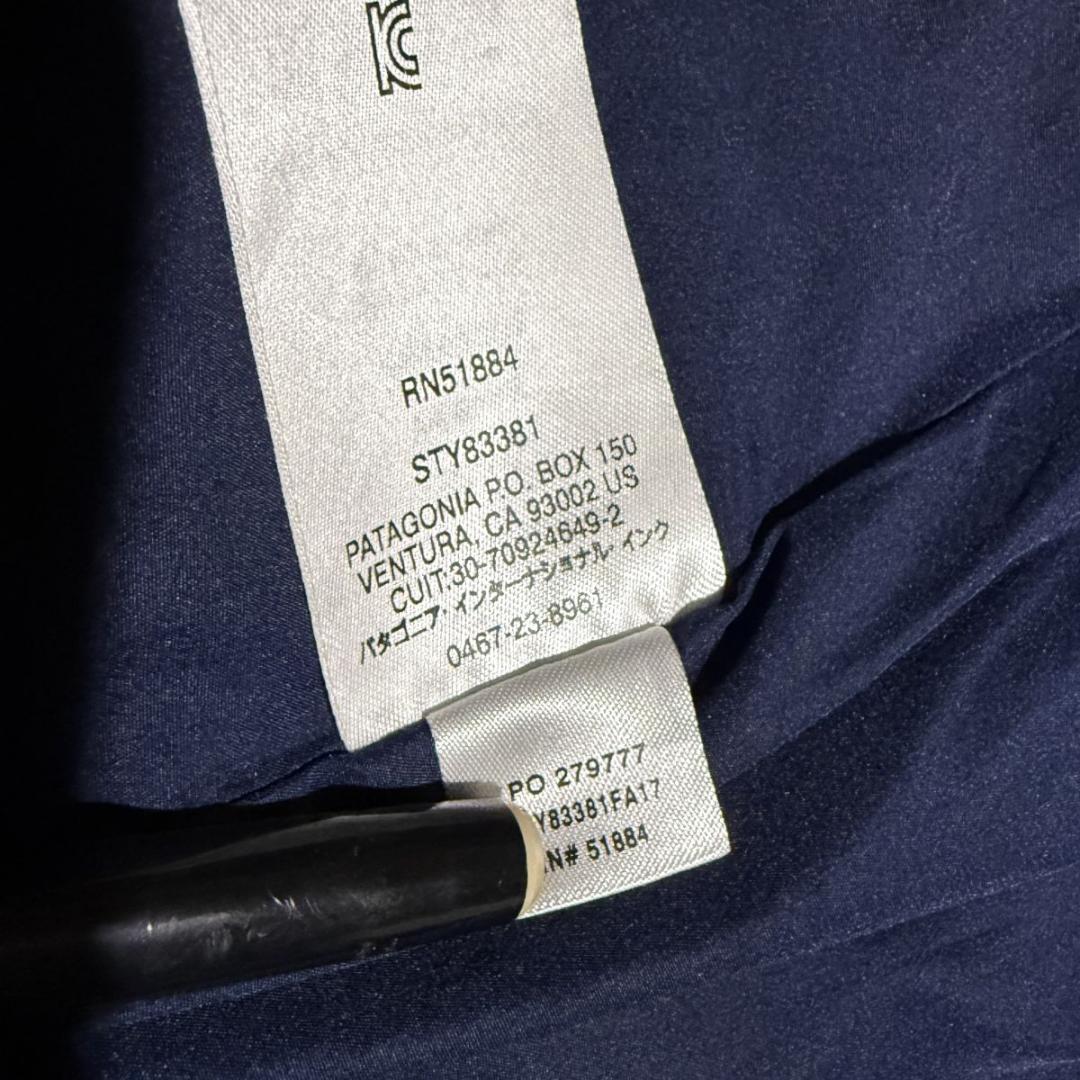 KC
RN51884
STY83381
PATAGONIA P.O. BOX 150
VENTURA, CA 93002 US
CUIT:30-70924649-2
パタゴニア・インターナショナル・インク
0467-23-8961
PO 279777
Y83381FA17
N# 51884